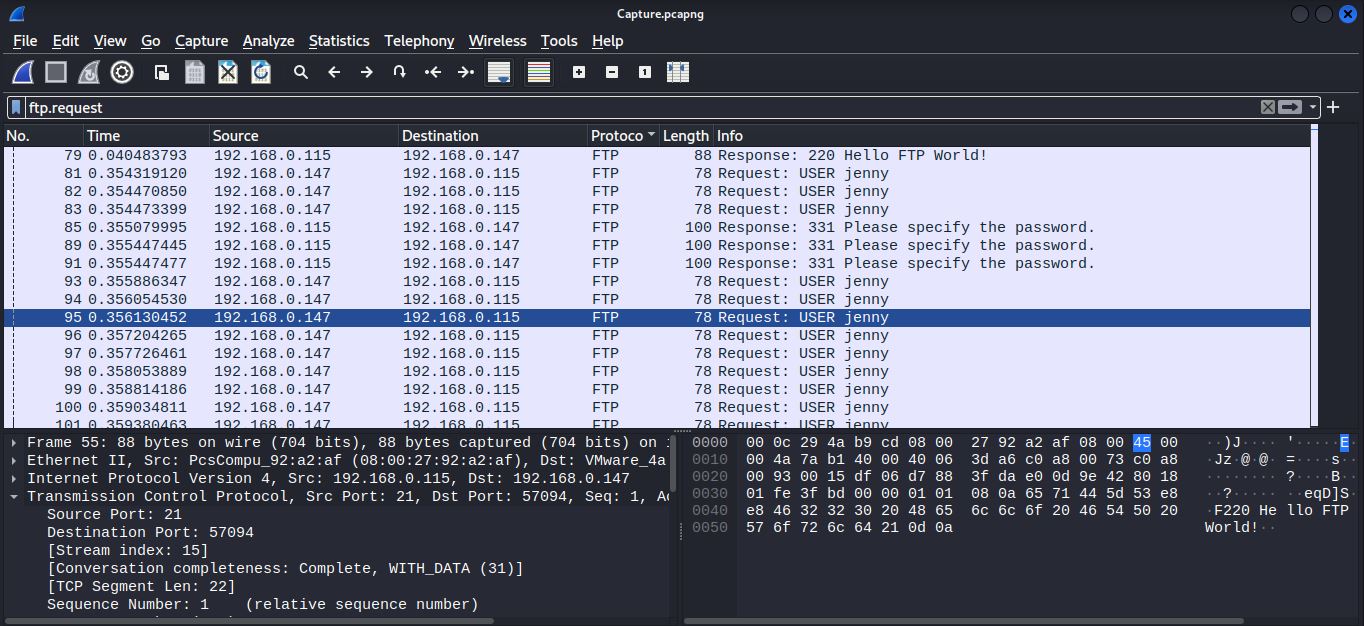 Capture.pcapng
File Edit View Go Capture Analyze Statistics Telephony Wireless Tools Help
ftp.request
No. Time Source Destination Protoco Length Info
79 0.040483793 192.168.0.115 192.168.0.147 FTP 88 Response: 220 Hello FTP World!
81 0.354319120 192.168.0.147 192.168.0.115 FTP 78 Request: USER jenny
82 0.354470850 192.168.0.147 192.168.0.115 FTP 78 Request: USER jenny
83 0.354473399 192.168.0.147 192.168.0.115 FTP 78 Request: USER jenny
85 0.355079995 192.168.0.115 192.168.0.147 FTP 100 Response: 331 Please specify the password.
89 0.355447445 192.168.0.115 192.168.0.147 FTP 100 Response: 331 Please specify the password.
91 0.355447477 192.168.0.115 192.168.0.147 FTP 100 Response: 331 Please specify the password.
93 0.355886347 192.168.0.147 192.168.0.115 FTP 78 Request: USER jenny
94 0.356054530 192.168.0.147 192.168.0.115 FTP 78 Request: USER jenny
95 0.356130452 192.168.0.147 192.168.0.115 FTP 78 Request: USER jenny
96 0.357204265 192.168.0.147 192.168.0.115 FTP 78 Request: USER jenny
97 0.357726461 192.168.0.147 192.168.0.115 FTP 78 Request: USER jenny
98 0.358053889 192.168.0.147 192.168.0.115 FTP 78 Request: USER jenny
99 0.358814186 192.168.0.147 192.168.0.115 FTP 78 Request: USER jenny
100 0.359034811 192.168.0.147 192.168.0.115 FTP 78 Request: USER jenny
101 0.359380463 192.168.0.147 192.168.0.115 FTP 78 Request: USER jenny
Frame 55: 88 bytes on wire (704 bits), 88 bytes captured (704 bits) on
Ethernet II, Src: PcsCompu_92:a2:af (08:00:27:92:a2:af), Dst: VMware_4a
Internet Protocol Version 4, Src: 192.168.0.115, Dst: 192.168.0.147
Transmission Control Protocol, Src Port: 21, Dst Port: 57094, Seq: 1, Ac
Source Port: 21
Destination Port: 57094
[Stream index: 15]
[Conversation completeness: Complete, WITH_DATA (31)]
[TCP Segment Len: 22]
Sequence Number: 1 (relative sequence number)
0000 00 0c 29 4a b9 cd 08 00 27 92 a2 af 08 00 45 00 ··)J···· '·····E·
0010 00 4a 7a b1 40 00 40 06 3d a6 c0 a8 00 73 c0 a8 ·Jz·@·@· =····s··
0020 00 93 00 15 df 06 d7 88 3f da e0 0d 9e 42 80 18 ········ ?····B··
0030 01 fe 3f bd 00 00 01 01 08 0a 65 71 44 5d 53 e8 ··?····· ··eqD]S·
0040 e8 46 32 32 30 20 48 65 6c 6c 6f 20 46 54 50 20 ·F220 He llo FTP
0050 57 6f 72 6c 64 21 0d 0a World!··